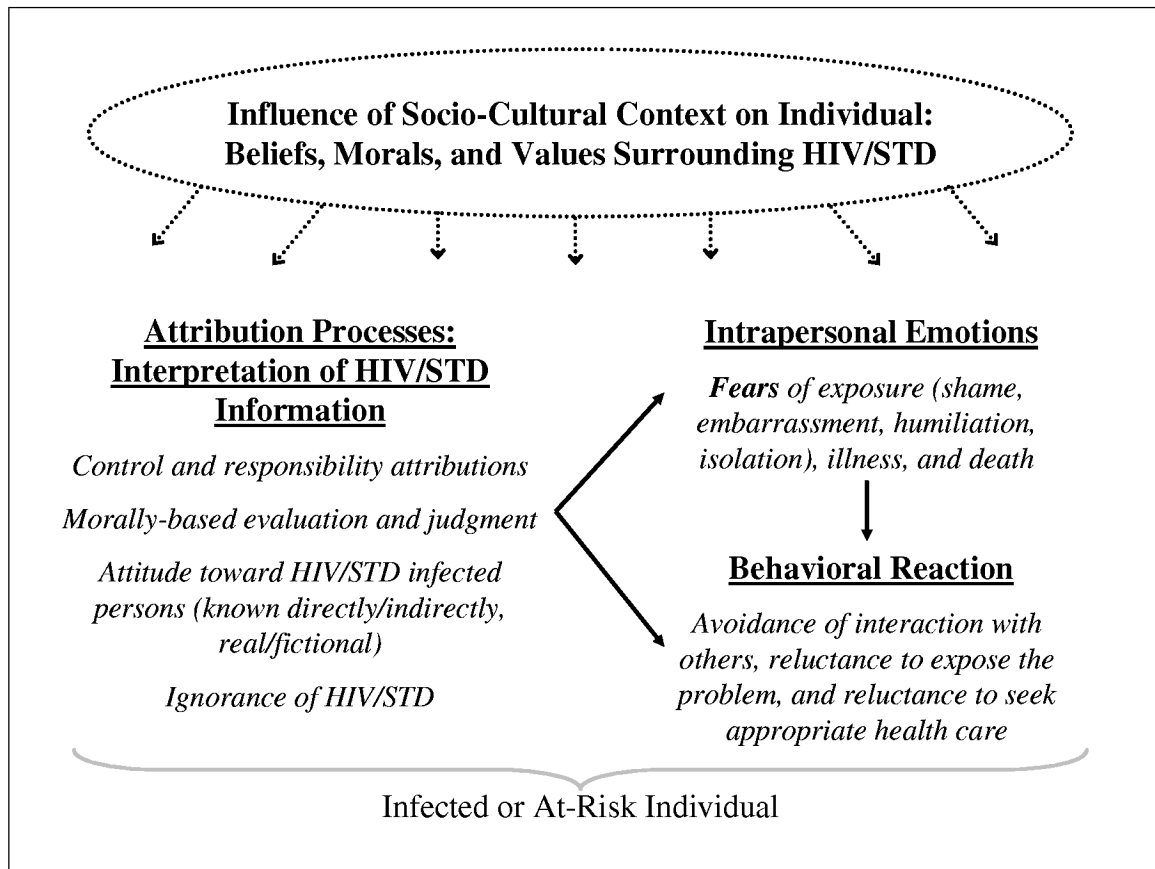 Influence of Socio-Cultural Context on Individual:
Beliefs, Morals, and Values Surrounding HIV/STD
Attribution Processes:
Interpretation of HIV/STD
Information
Control and responsibility attributions
Morally-based evaluation and judgment
Attitude toward HIV/STD infected
persons (known directly/indirectly,
real/fictional)
Ignorance of HIV/STD
Intrapersonal Emotions
Fears of exposure (shame,
embarrassment, humiliation,
isolation), illness, and death
Behavioral Reaction
Avoidance of interaction with
others, reluctance to expose the
problem, and reluctance to seek
appropriate health care
Infected or At-Risk Individual